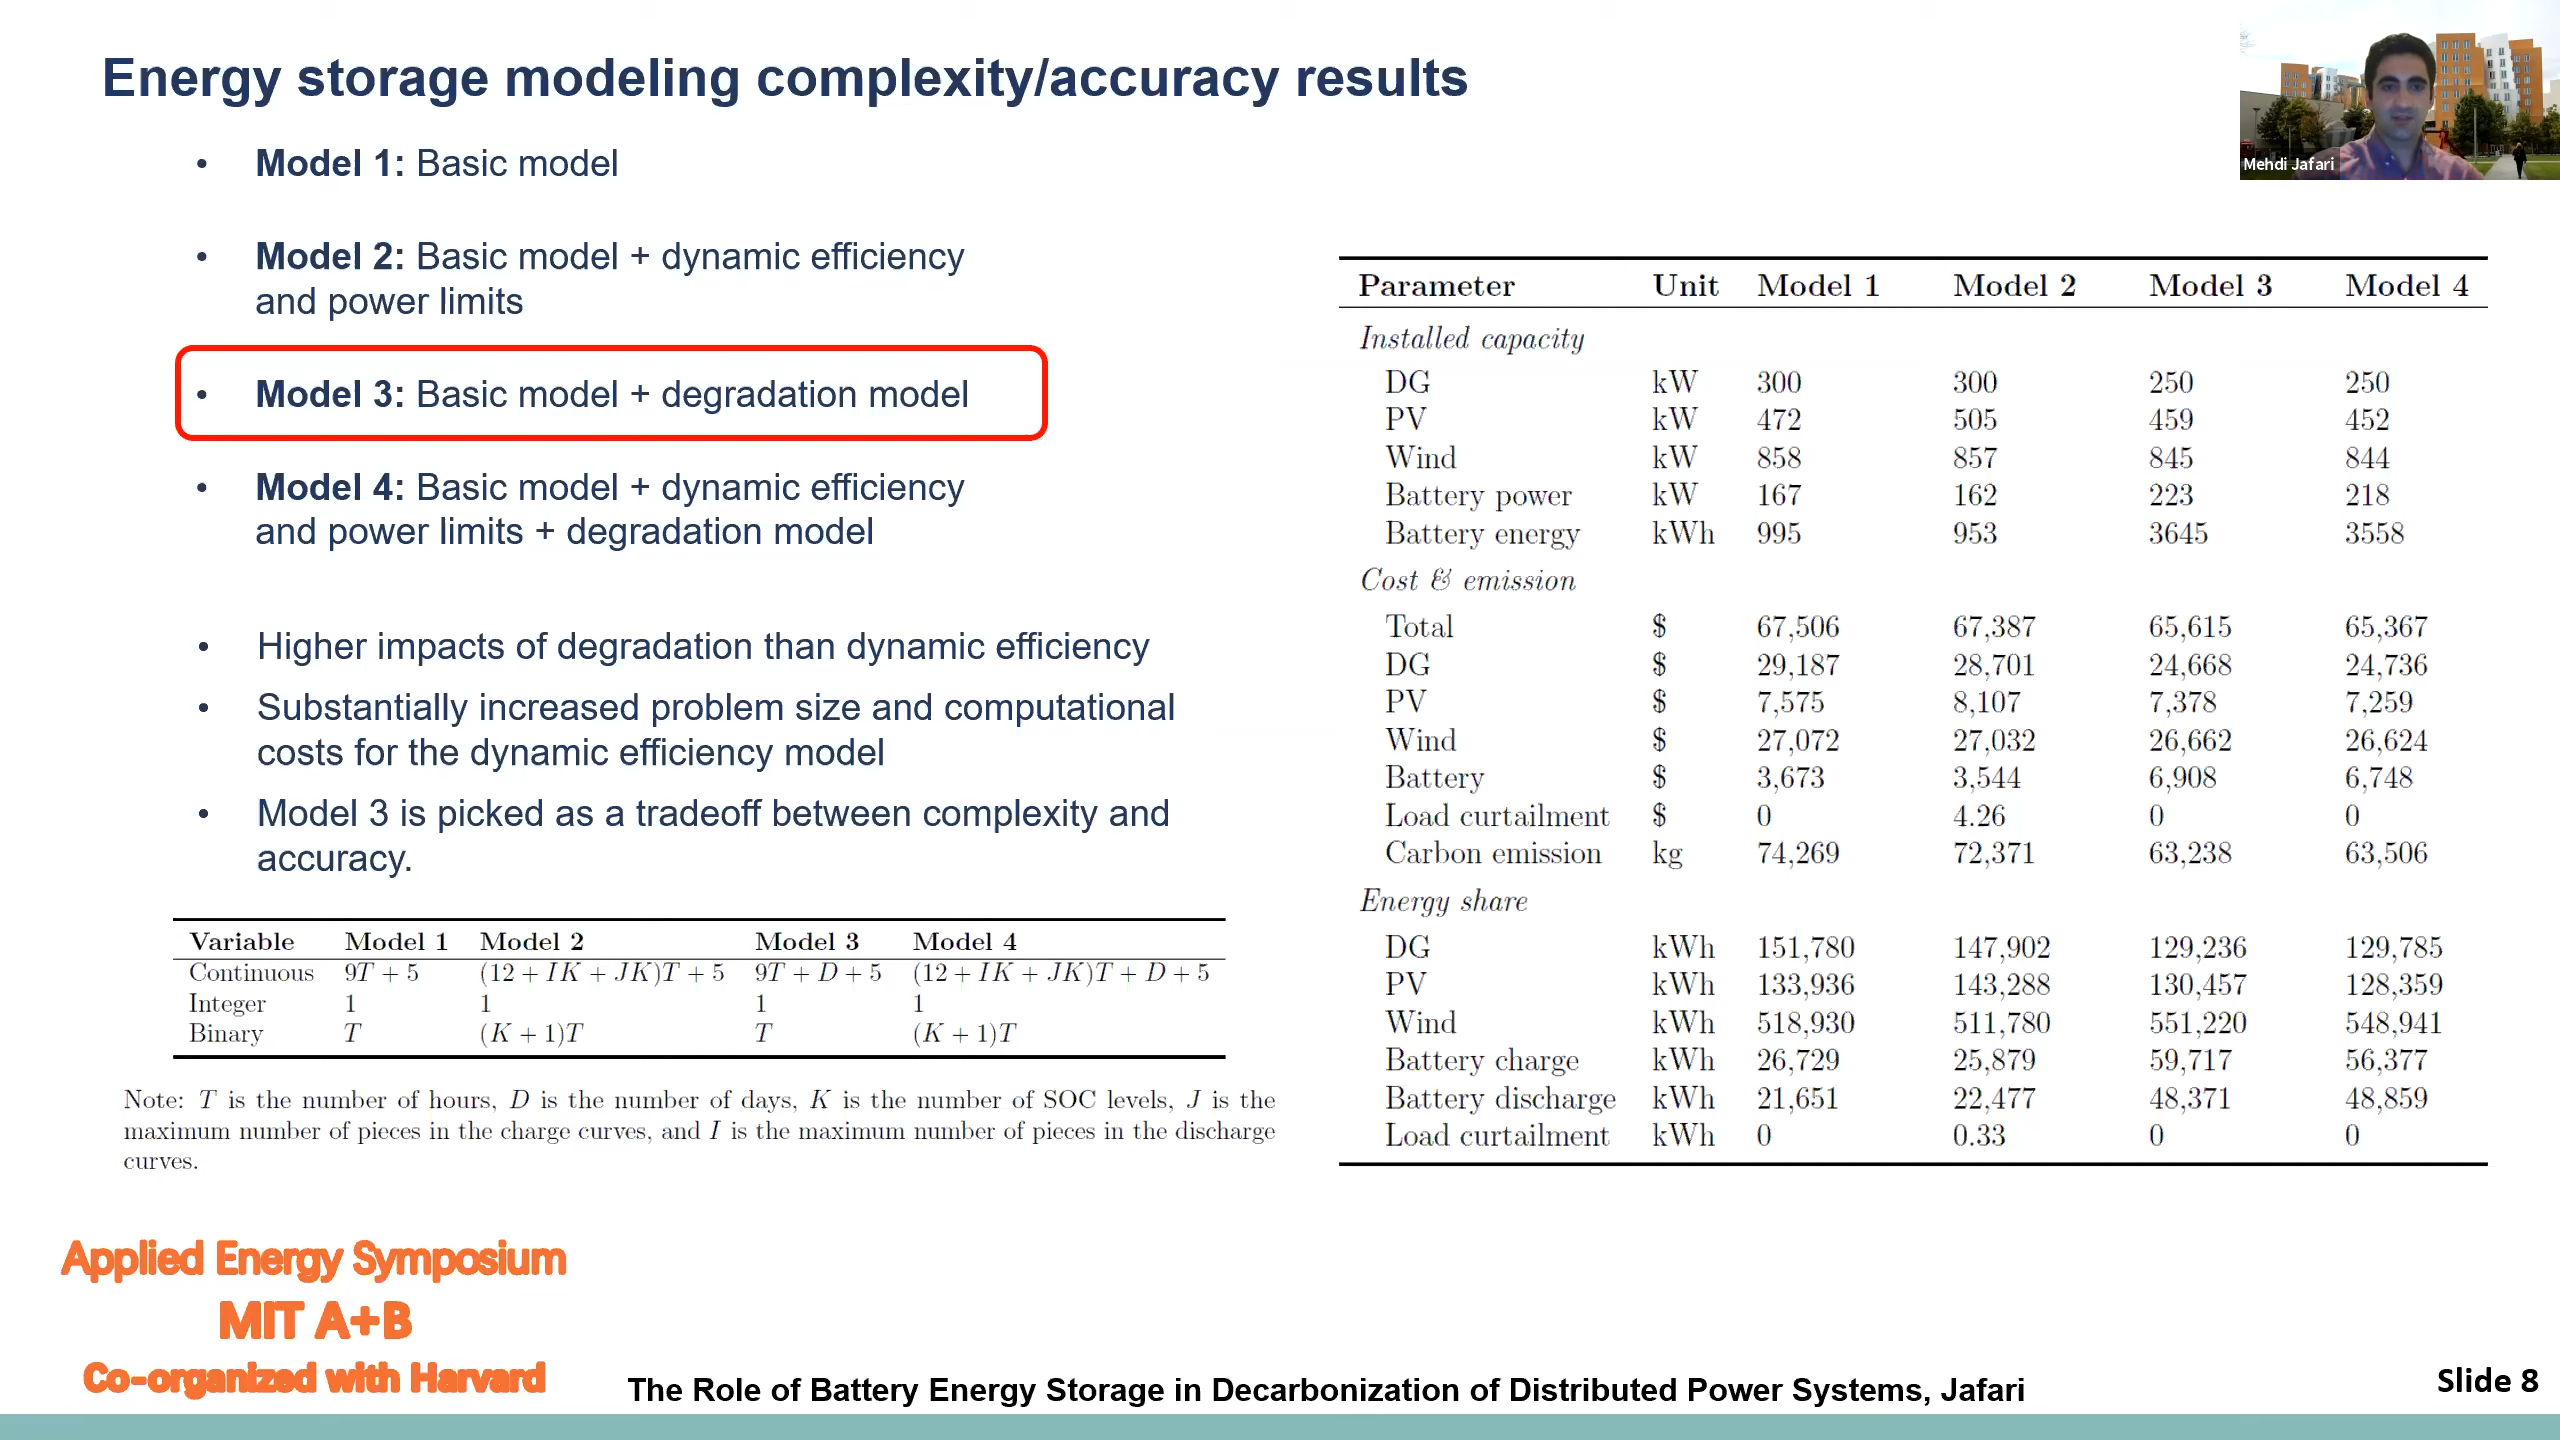 Energy storage modeling complexity/accuracy results
Mehdi Jafari
• Model 1: Basic model
• Model 2: Basic model + dynamic efficiency
and power limits
• Model 3: Basic model + degradation model
• Model 4: Basic model + dynamic efficiency
and power limits + degradation model
• Higher impacts of degradation than dynamic efficiency
• Substantially increased problem size and computational
costs for the dynamic efficiency model
• Model 3 is picked as a tradeoff between complexity and
accuracy.
Variable Model 1 Model 2 Model 3 Model 4
Continuous 9T + 5 (12 + IK + JK)T + 5 9T + D + 5 (12 + IK + JK)T + D + 5
Integer 1 1 1 1
Binary T (K + 1)T T (K + 1)T
Note: T is the number of hours, D is the number of days, K is the number of SOC levels, J is the
maximum number of pieces in the charge curves, and I is the maximum number of pieces in the discharge
curves.
Parameter Unit Model 1 Model 2 Model 3 Model 4
Installed capacity
DG kW 300 300 250 250
PV kW 472 505 459 452
Wind kW 858 857 845 844
Battery power kW 167 162 223 218
Battery energy kWh 995 953 3645 3558
Cost & emission
Total $ 67,506 67,387 65,615 65,367
DG $ 29,187 28,701 24,668 24,736
PV $ 7,575 8,107 7,378 7,259
Wind $ 27,072 27,032 26,662 26,624
Battery $ 3,673 3,544 6,908 6,748
Load curtailment $ 0 4.26 0 0
Carbon emission kg 74,269 72,371 63,238 63,506
Energy share
DG kWh 151,780 147,902 129,236 129,785
PV kWh 133,936 143,288 130,457 128,359
Wind kWh 518,930 511,780 551,220 548,941
Battery charge kWh 26,729 25,879 59,717 56,377
Battery discharge kWh 21,651 22,477 48,371 48,859
Load curtailment kWh 0 0.33 0 0
Applied Energy Symposium
MIT A+B
Co-organized with Harvard
The Role of Battery Energy Storage in Decarbonization of Distributed Power Systems, Jafari
Slide 8